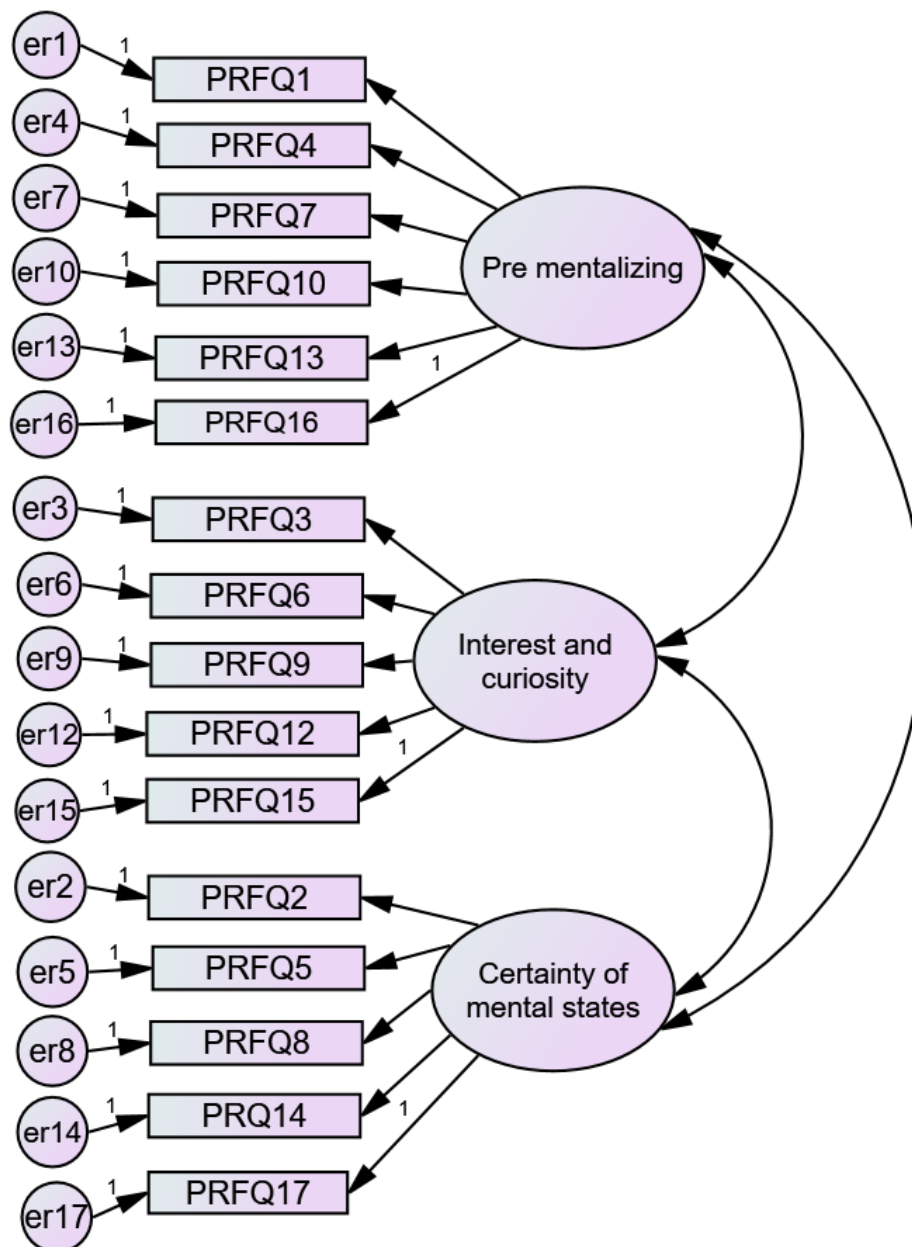 er1
1
PRFQ1
er4
1
PRFQ4
er7
1
PRFQ7
er10
1
PRFQ10
er13
1
PRFQ13
er16
1
PRFQ16
1
Pre mentalizing
er3
1
PRFQ3
er6
1
PRFQ6
er9
1
PRFQ9
er12
1
PRFQ12
er15
1
PRFQ15
1
Interest and
curiosity
er2
1
PRFQ2
er5
1
PRFQ5
er8
1
PRFQ8
er14
1
PRQ14
er17
1
PRFQ17
1
Certainty of
mental states